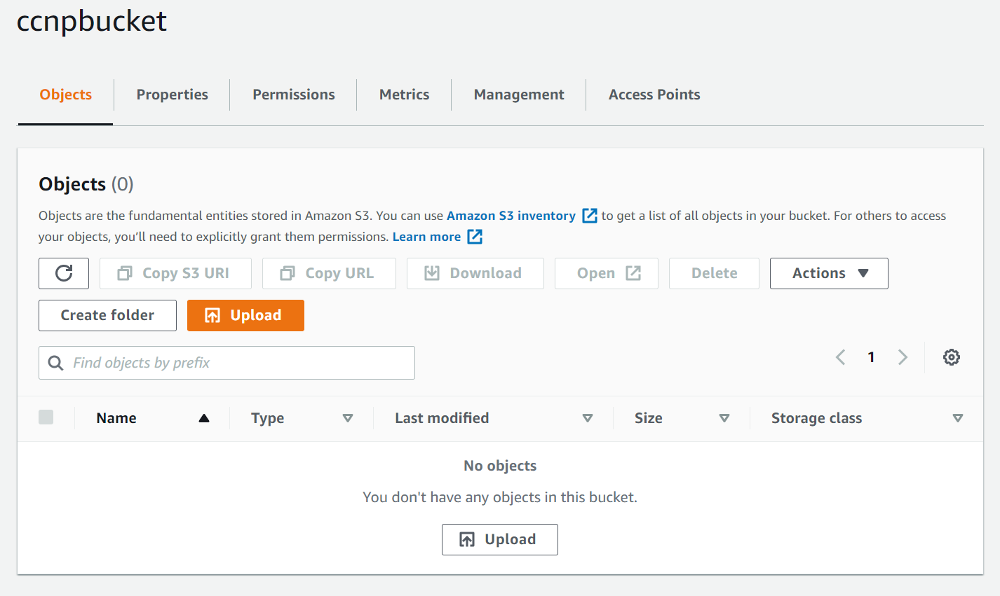 ccnpbucket
Objects Properties Permissions Metrics Management Access Points
Objects (0)
Objects are the fundamental entities stored in Amazon S3. You can use Amazon S3 inventory to get a list of all objects in your bucket. For others to access
your objects, you’ll need to explicitly grant them permissions. Learn more
Copy S3 URI Copy URL Download Open Delete Actions
Create folder Upload
Find objects by prefix 1
Name Type Last modified Size Storage class
No objects
You don't have any objects in this bucket.
Upload